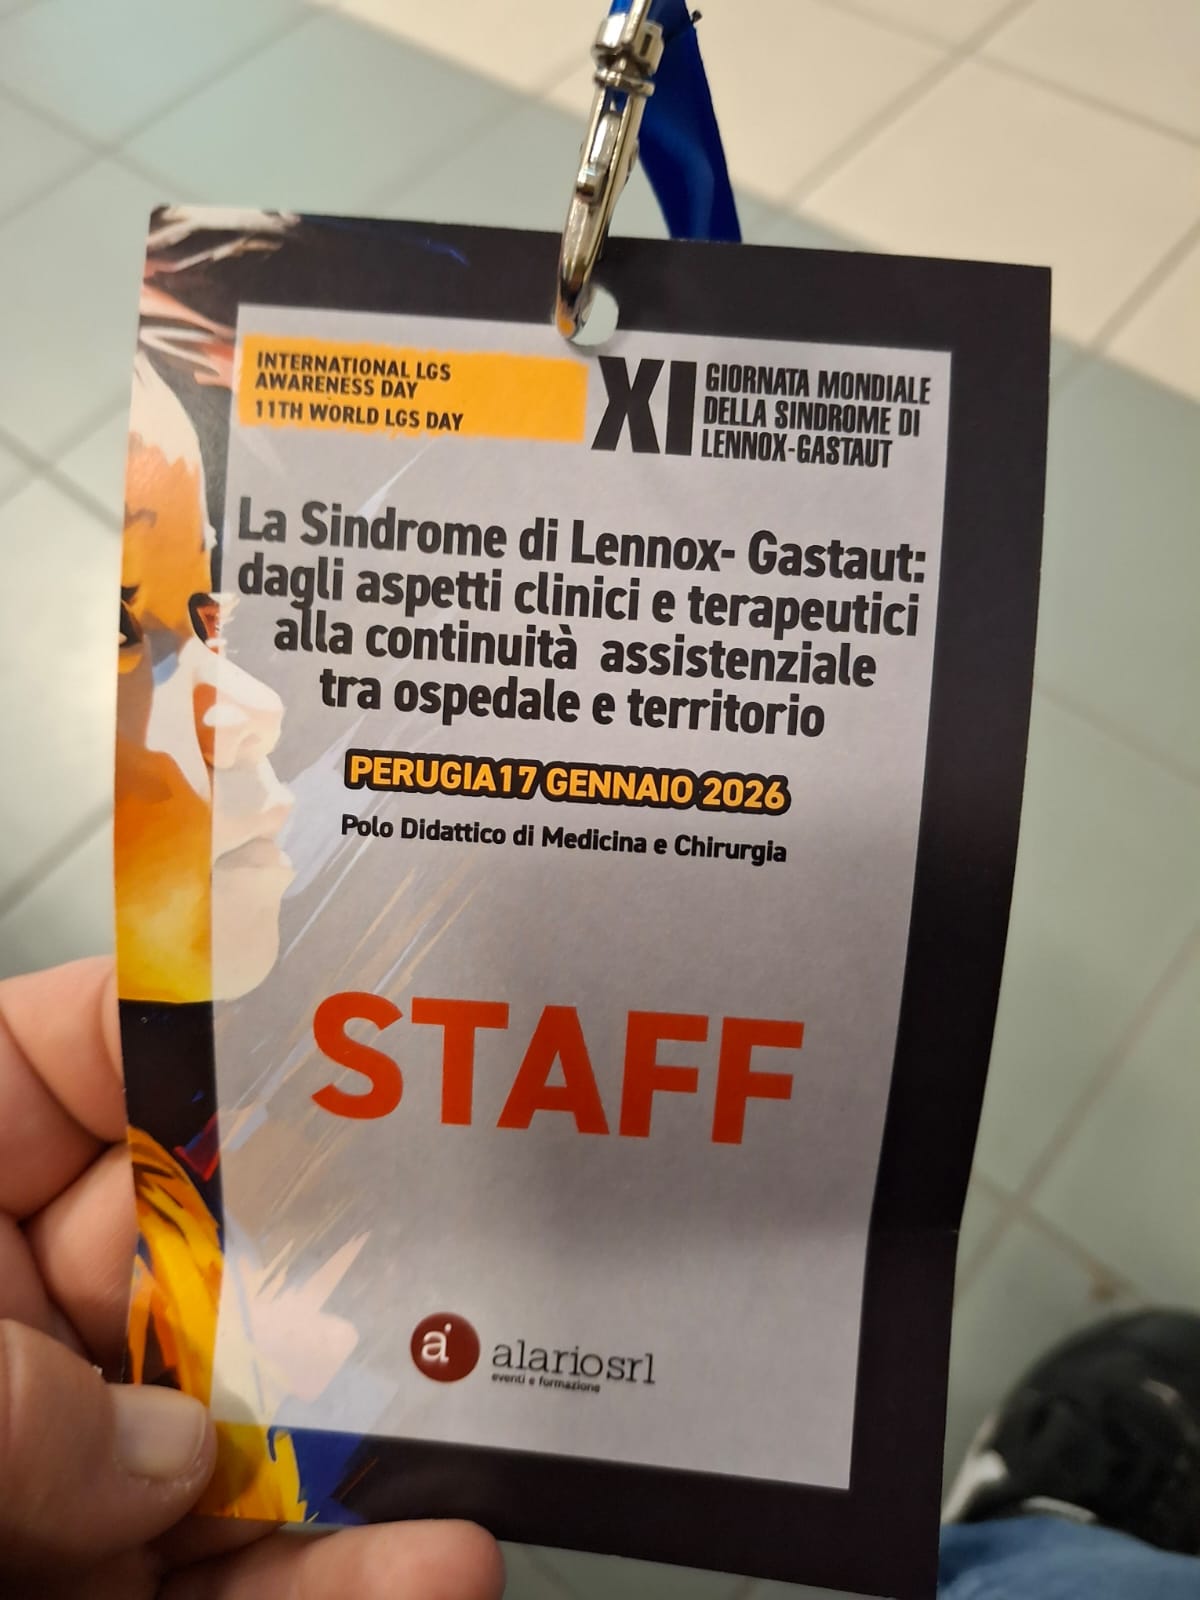 INTERNATIONAL LGS
AWARENESS DAY
11TH WORLD LGS DAY
XI
GIORNATA MONDIALE
DELLA SINDROME DI
LENNOX-GASTAUT
La Sindrome di Lennox- Gastaut:
dagli aspetti clinici e terapeutici
alla continuità assistenziale
tra ospedale e territorio
PERUGIA17 GENNAIO 2026
Polo Didattico di Medicina e Chirurgia
STAFF
a
alariosrl
eventi e formazione